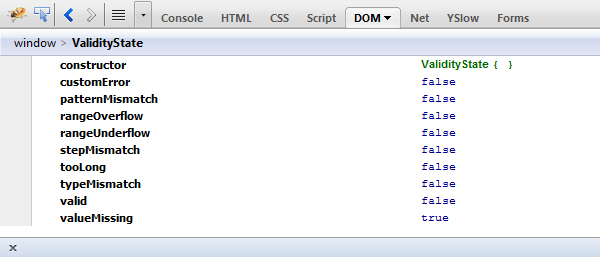 Console HTML CSS Script DOM Net YSlow Forms
window > ValidityState
constructor ValidityState { }
customError false
patternMismatch false
rangeOverflow false
rangeUnderflow false
stepMismatch false
tooLong false
typeMismatch false
valid false
valueMissing true